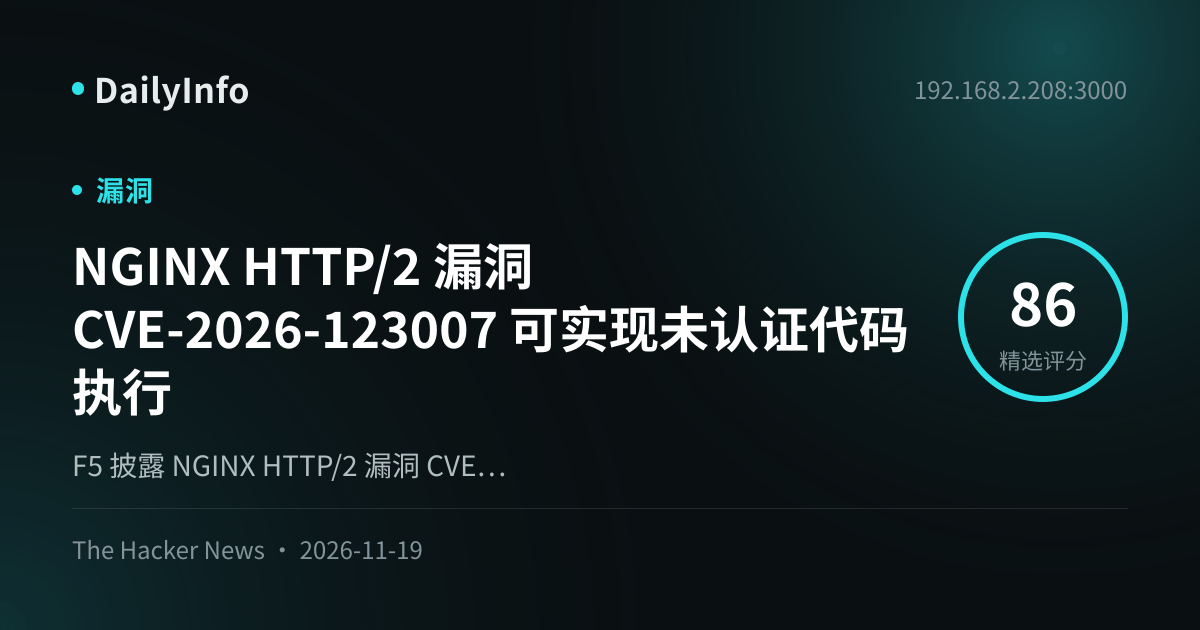 DailyInfo
192.168.2.208:3000
漏洞
NGINX HTTP/2 漏洞
CVE-2026-123007 可实现未认证代码
执行
86
精选评分
F5 披露 NGINX HTTP/2 漏洞 CVE…
The Hacker News · 2026-11-19